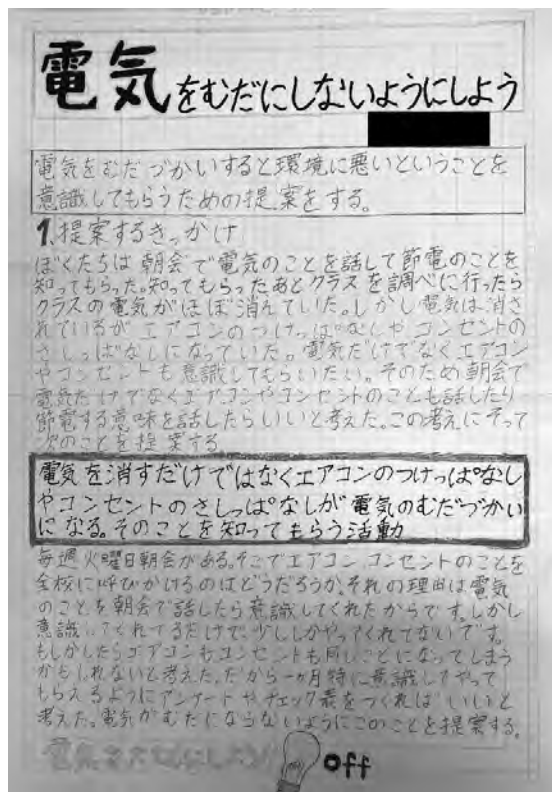 電気をむだにしないようにしよう
電気をむだづかいすると環境に悪いということを
意識してもらうための提案をする。
1.提案するきっかけ
ぼくたちは朝会で電気のことを話して節電のことを
知ってもらった。知ってもらったあとクラスを調べに行ったら
クラスの電気がほぼ消えていた。しかし電気は消さ
れているがエアコンのつけっぱなしやコンセントの
さしっぱなしになっていた。電気だけでなくエアコン
やコンセントも意識してもらいたい。そのため朝会で
電気だけでなくエアコンやコンセントのことも話したり
節電する意味を話したらいいと考えた。この考えにそって
次のことを提案する
電気を消すだけではなくエアコンのつけっぱなし
やコンセントのさしっぱなしが電気のむだづかい
になる。そのことを知ってもらう活動
毎週火曜日朝会がある。そこでエアコン、コンセントのことを
全校に呼びかけるのはどうだろうか。それの理由は電気
のことを朝会で話したら意識してくれたからです。しかし
意識してくれてるだけで少ししかやってくれてないです。
もしかしたらエアコンもコンセントも同じことになってしまう
かもしれないと考えた。だから一ヵ月特に意識してやって
もらえるようにアンケートやチェック表をつくればいいと
考えた。電気がむだにならないようにこのことを提案する。
電気を大切にしよう!
off